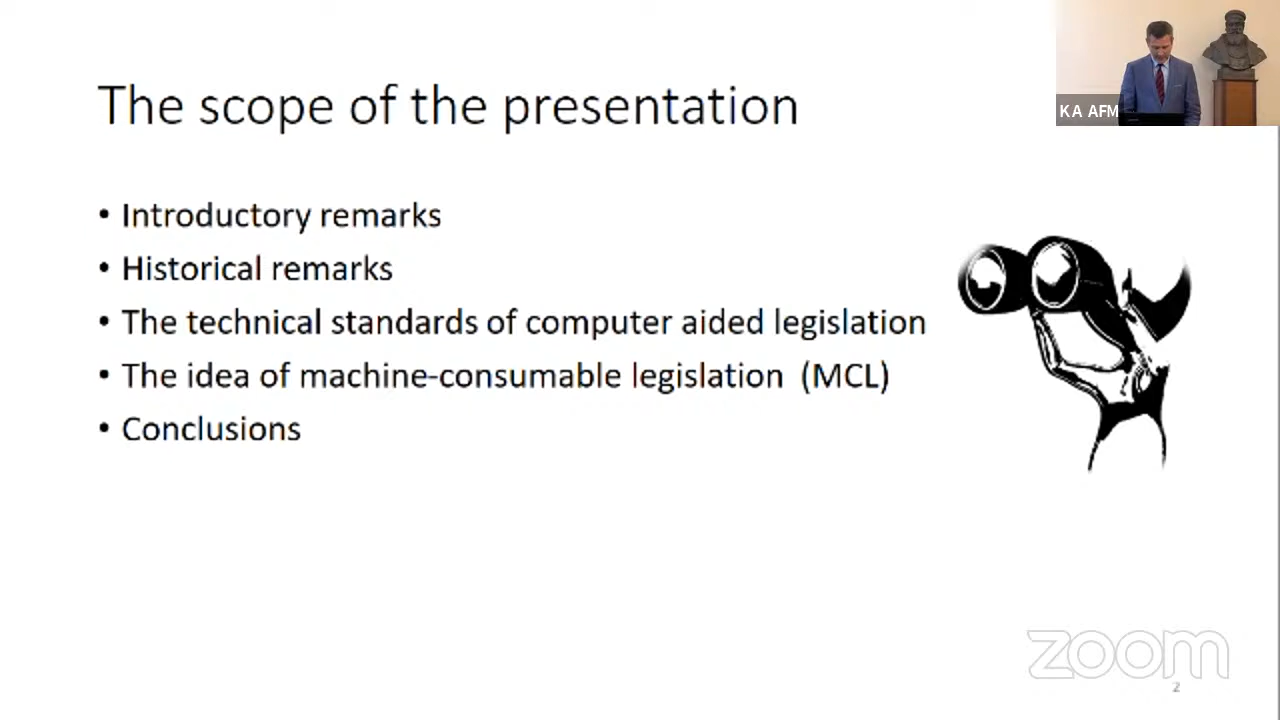 The scope of the presentation
• Introductory remarks
• Historical remarks
• The technical standards of computer aided legislation
• The idea of machine-consumable legislation (MCL)
• Conclusions
KA AFM
zoom
2